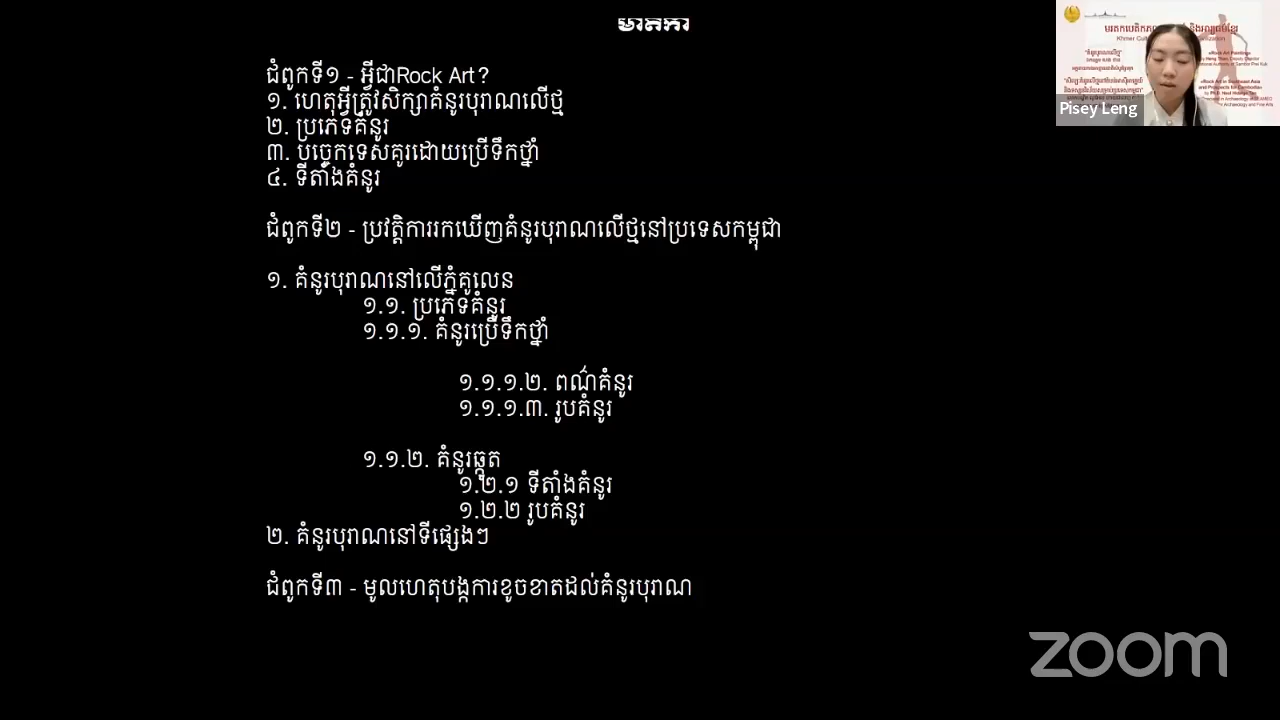 មាតិកា
ជំពូកទី១ - អ្វីជាRock Art ?
១. ហេតុអ្វីត្រូវសិក្សាគំនូរបុរាណលើថ្ម
២. ប្រភេទគំនូរ
៣. បច្ចេកទេសគូរដោយប្រើទឹកថ្នាំ
៤. ទីតាំងគំនូរ
ជំពូកទី២ - ប្រវត្តិការរកឃើញគំនូរបុរាណលើថ្មនៅប្រទេសកម្ពុជា
១. គំនូរបុរាណនៅលើភ្នំគូលេន
១.១. ប្រភេទគំនូរ
១.១.១. គំនូរប្រើទឹកថ្នាំ
១.១.១.២. ពណ៌គំនូរ
១.១.១.៣. រូបគំនូរ
១.១.២. គំនូរឆ្កូត
១.២.១ ទីតាំងគំនូរ
១.២.២ រូបគំនូរ
២. គំនូរបុរាណនៅទីផ្សេងៗ
ជំពូកទី៣ - មូលហេតុបង្កការខូចខាតដល់គំនូរបុរាណ
Pisey Leng
zoom